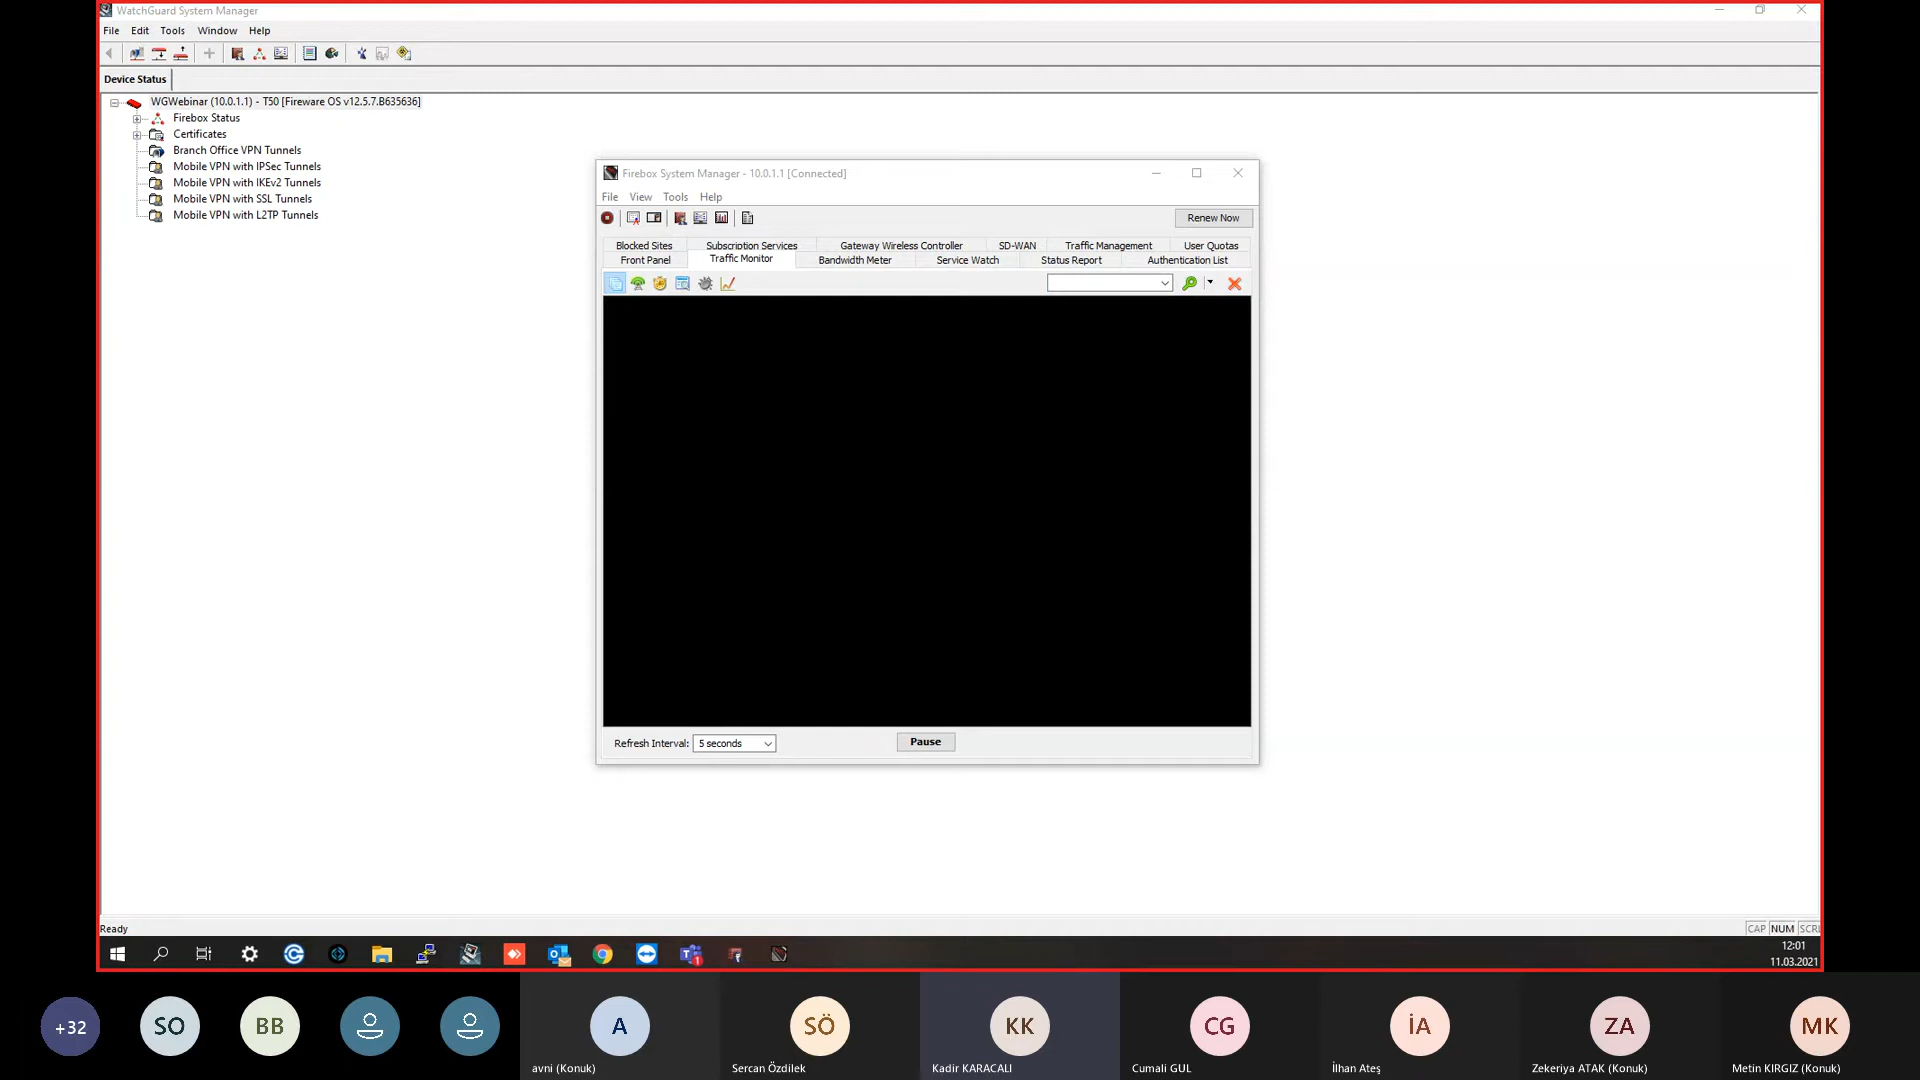 WatchGuard System Manager
File Edit Tools Window Help
Device Status
WGWebinar (10.0.1.1) - T50 [Fireware OS v12.5.7.B635636]
Firebox Status
Certificates
Branch Office VPN Tunnels
Mobile VPN with IPSec Tunnels
Mobile VPN with IKEv2 Tunnels
Mobile VPN with SSL Tunnels
Mobile VPN with L2TP Tunnels
Firebox System Manager - 10.0.1.1 [Connected]
File View Tools Help
Renew Now
Blocked Sites Subscription Services Gateway Wireless Controller SD-WAN Traffic Management User Quotas
Front Panel Traffic Monitor Bandwidth Meter Service Watch Status Report Authentication List
Refresh Interval: 5 seconds Pause
Ready CAP NUM SCRL
12:01
11.03.2021
+32 SO BB A SÖ KK CG İA ZA MK
avni (Konuk) Sercan Özdilek Kadir KARACALI Cumali GUL İlhan Ateş Zekeriya ATAK (Konuk) Metin KIRGIZ (Konuk)